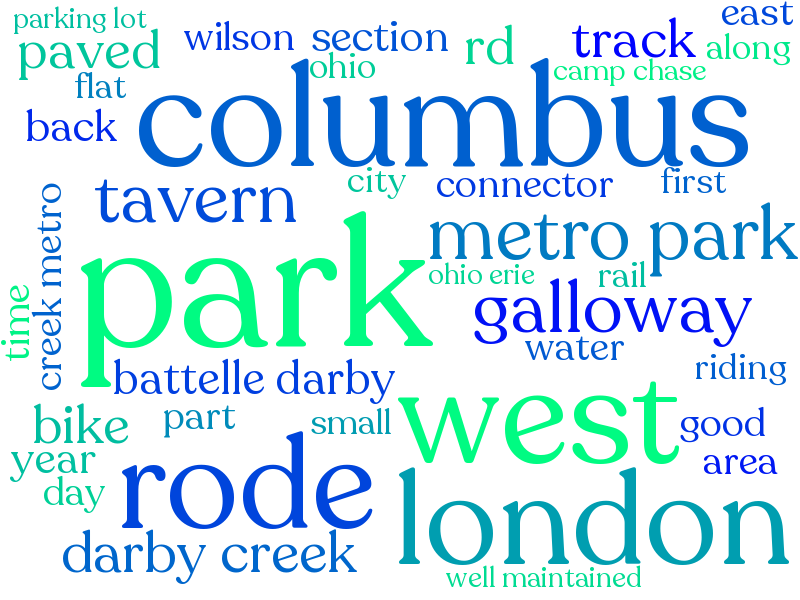 parking lot
east
paved
wilson
section
rd
track
along
ohio
camp chase
flat
columbus
back
city
connector
first
tavern
creek metro
metro park
park
ohio erie
rail
time
galloway
water
battelle darby
riding
west
bike
part
small
good
year
rode
area
day
london
darby creek
well maintained